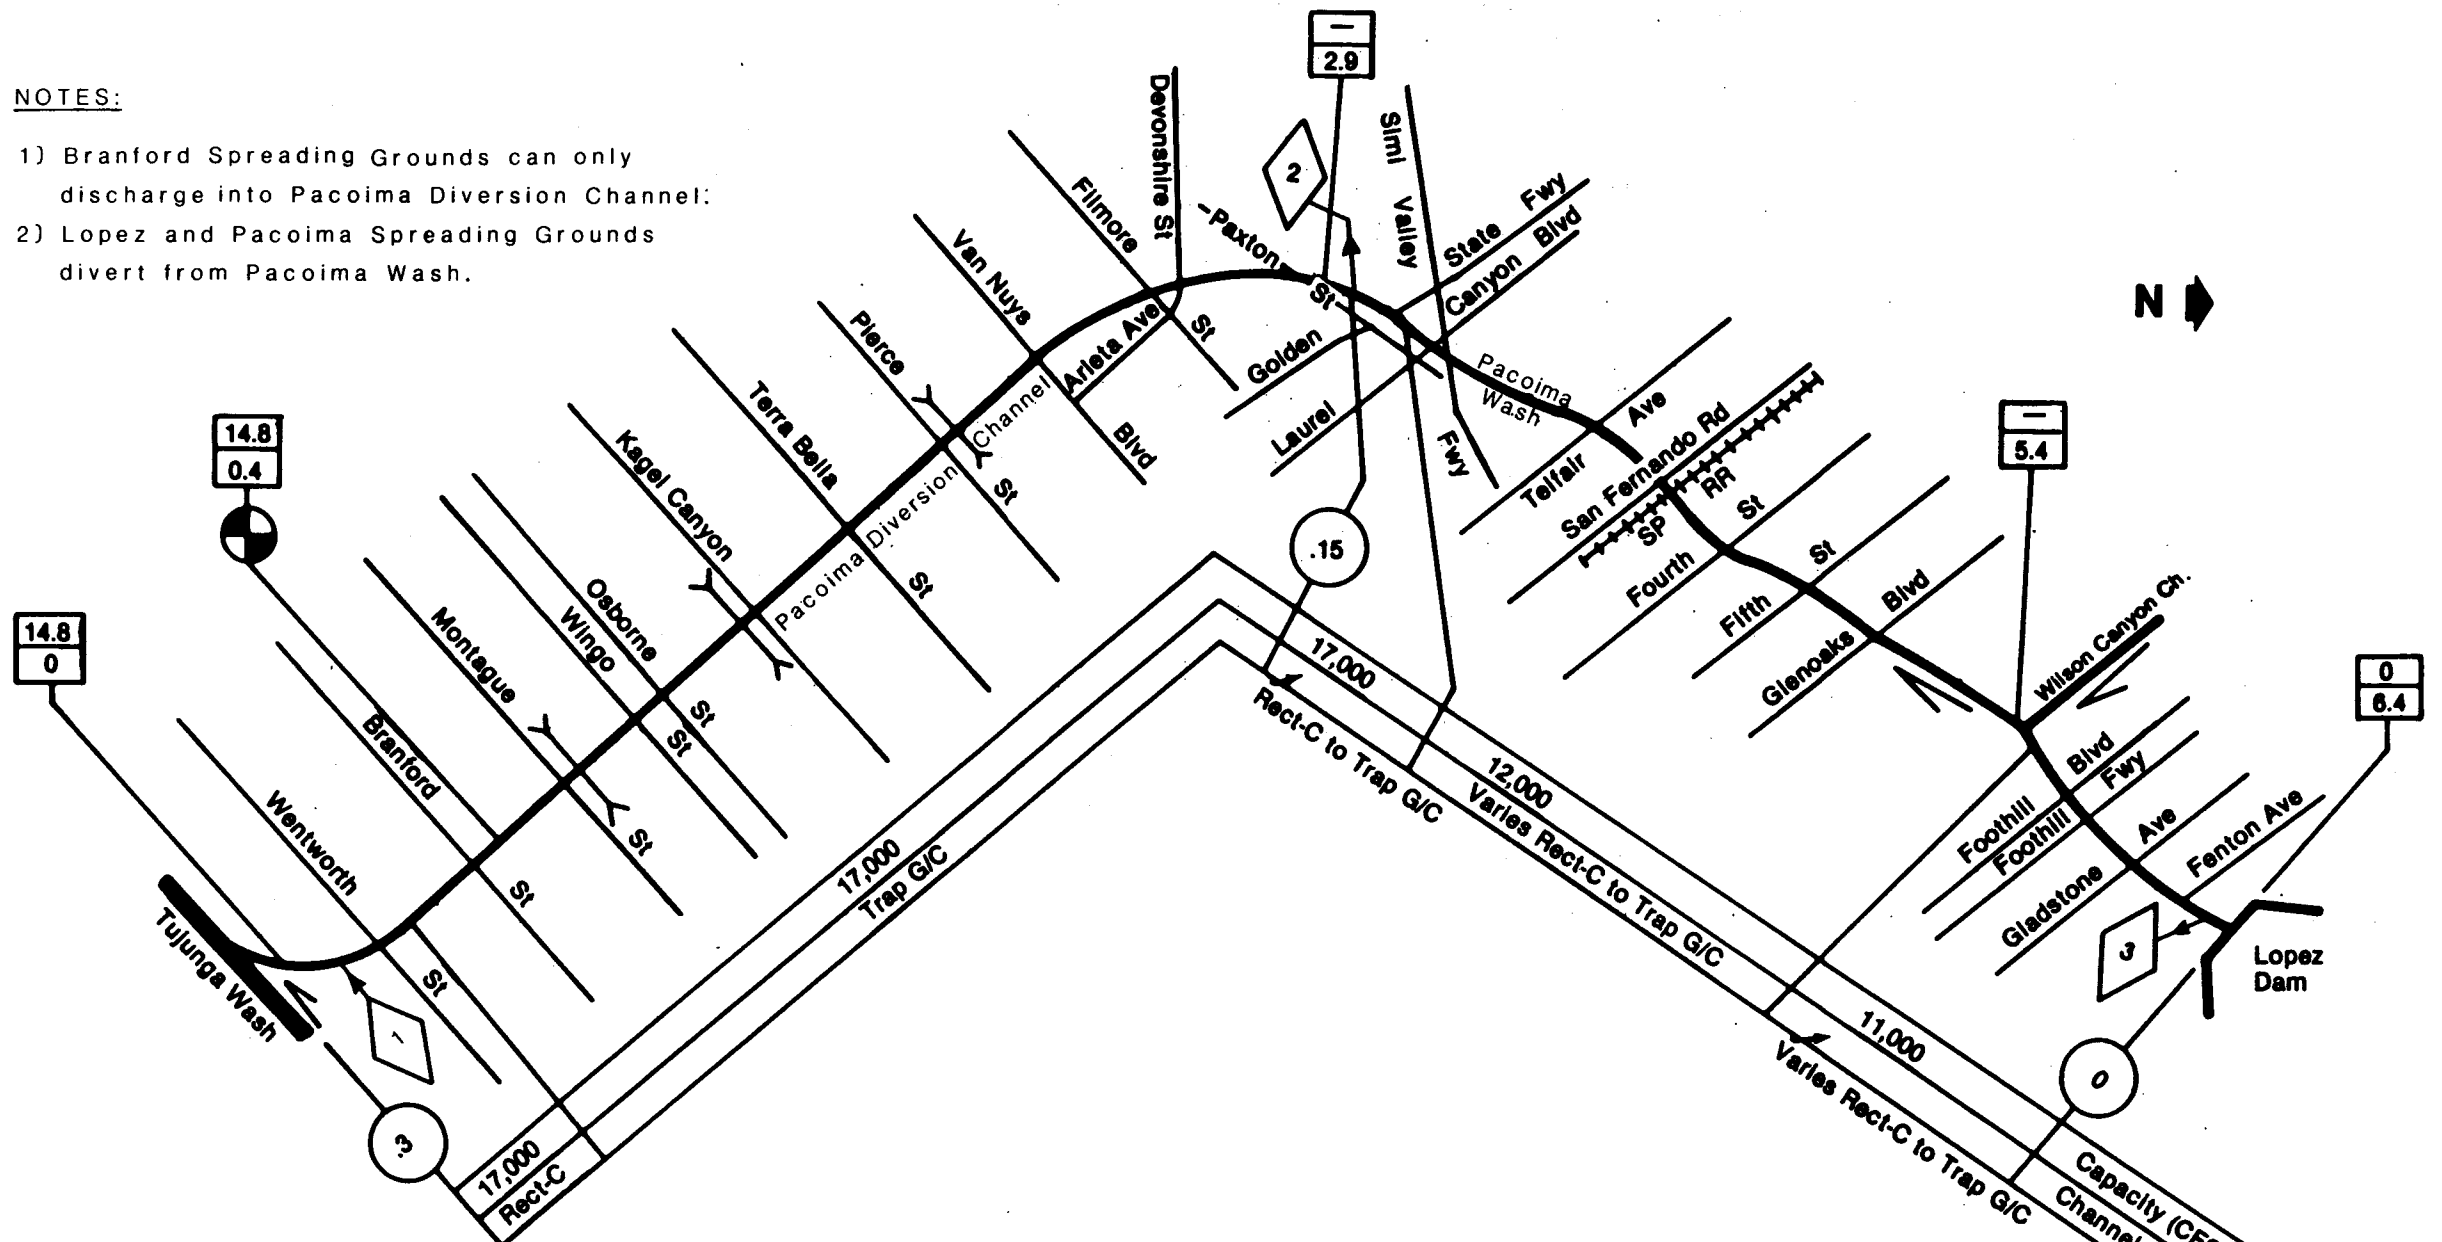 NOTES:
1) Branford Spreading Grounds can only
discharge into Pacoima Diversion Channel.
2) Lopez and Pacoima Spreading Grounds
divert from Pacoima Wash.
—
2.9
2
Devonshire St
Filmore St
Van Nuys Blvd
Arleta Ave
Pierce St
Terra Bella St
Kagel Canyon
Osborne St
Wingo St
Montague St
Branford St
Wentworth St
Tujunga Wash
Pacoima Diversion Channel
Paxton St
Simi Valley Fwy
Golden State Fwy
Laurel Canyon Blvd
Pacoima
Wash
Telfair Ave
San Fernando Rd
SP RR
Fourth St
Fifth St
Glenoaks Blvd
Wilson Canyon Ch.
Foothill Blvd
Foothill Fwy
Gladstone Ave
Fenton Ave
Lopez
Dam
N
14.8
0.4
14.8
0
—
5.4
0
6.4
1
3
.3
.15
0
17,000
Rect-C
17,000
Trap G/C
17,000
Rect-C to Trap G/C
12,000
Varies Rect-C to Trap G/C
11,000
Varies Rect-C to Trap G/C
Capacity
Channel